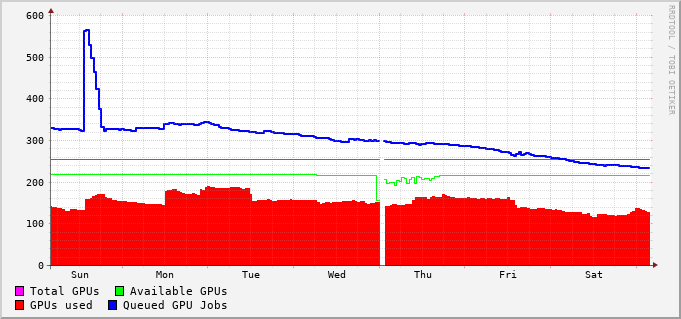 600
500
400
300
200
100
0
Sun Mon Tue Wed Thu Fri Sat
Total GPUs Available GPUs
GPUs used Queued GPU Jobs
RRDTOOL / TOBI OETIKER